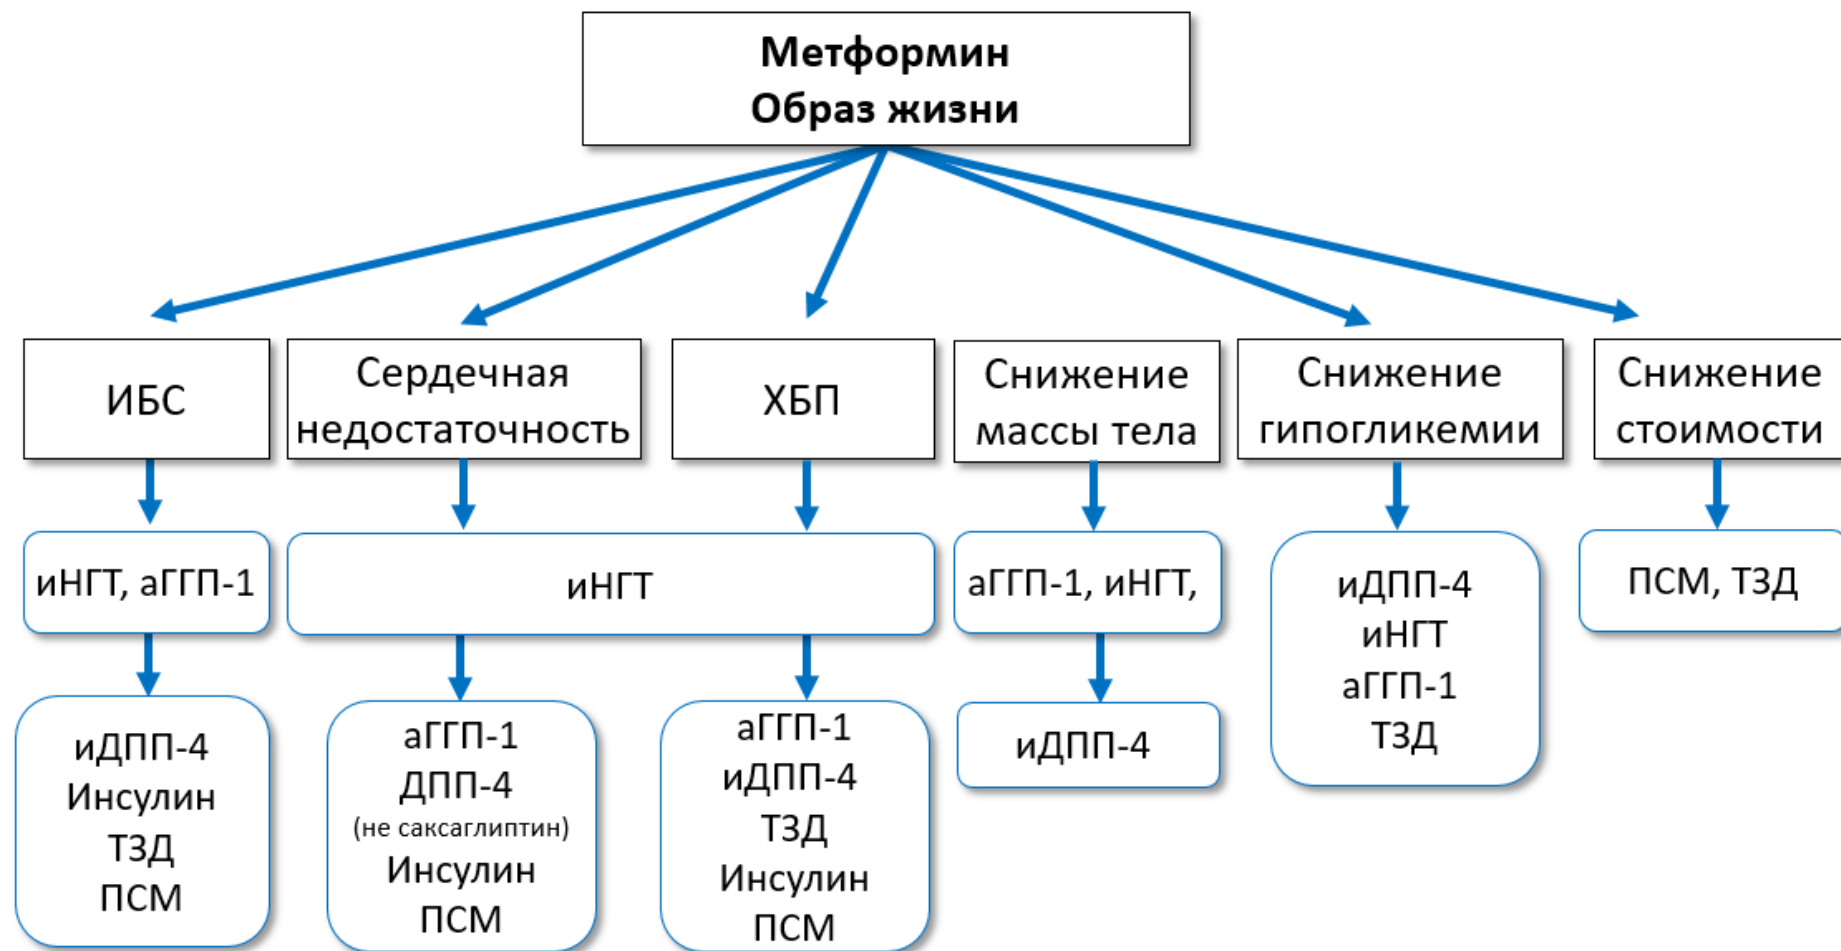 Метформин
Образ жизни
ИБС
Сердечная
недостаточность
ХБП
Снижение
массы тела
Снижение
гипогликемии
Снижение
стоимости
иНГТ, аГГП-1
иНГТ
аГГП-1, иНГТ,
иДПП-4
иНГТ
аГГП-1
ТЗД
ПСМ, ТЗД
иДПП-4
Инсулин
ТЗД
ПСМ
аГГП-1
ДПП-4
(не саксаглиптин)
Инсулин
ПСМ
аГГП-1
иДПП-4
ТЗД
Инсулин
ПСМ
иДПП-4